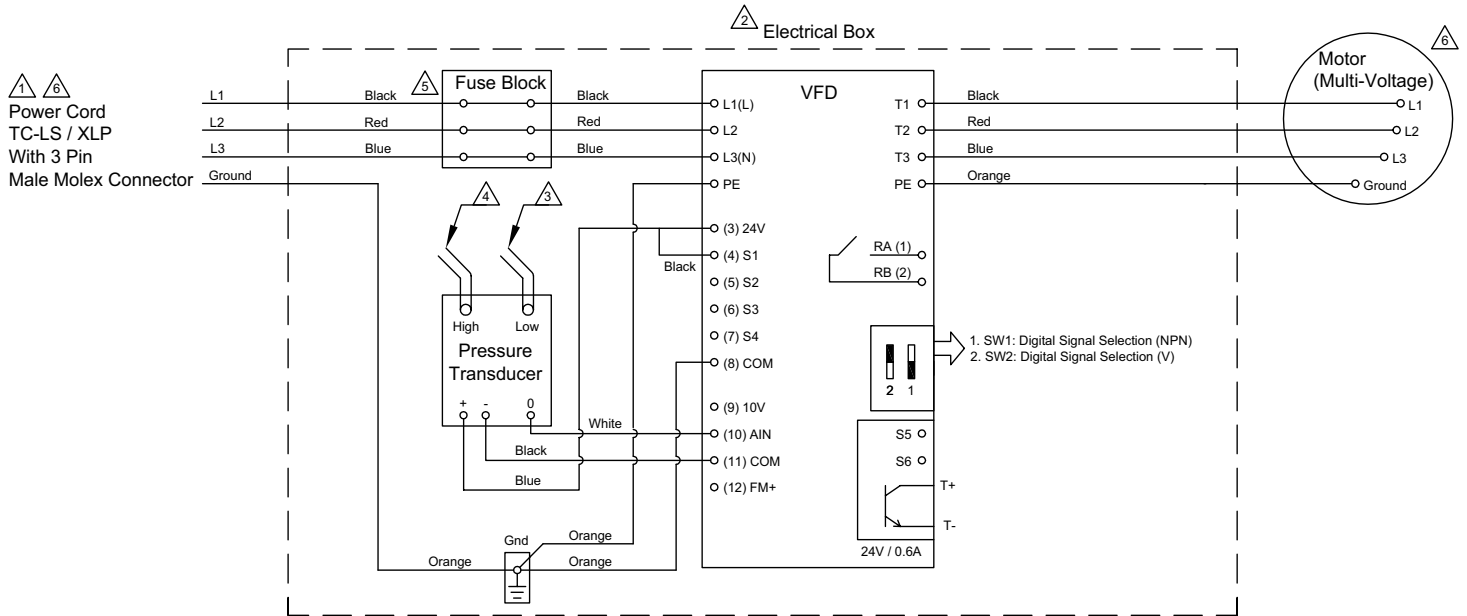 2
Electrical Box
1
6
Power Cord
TC-LS / XLP
With 3 Pin
Male Molex Connector
L1
L2
L3
Ground
Black
Red
Blue
5
Fuse Block
Black
Red
Blue
4
3
High
Low
Pressure
Transducer
+
-
0
White
Black
Blue
Black
Gnd
Orange
Orange
Orange
VFD
L1(L)
L2
L3(N)
PE
(3) 24V
(4) S1
(5) S2
(6) S3
(7) S4
(8) COM
(9) 10V
(10) AIN
(11) COM
(12) FM+
T1
T2
T3
PE
RA (1)
RB (2)
2 1
1. SW1: Digital Signal Selection (NPN)
2. SW2: Digital Signal Selection (V)
S5
S6
T+
T-
24V / 0.6A
Black
Red
Blue
Orange
6
Motor
(Multi-Voltage)
L1
L2
L3
Ground